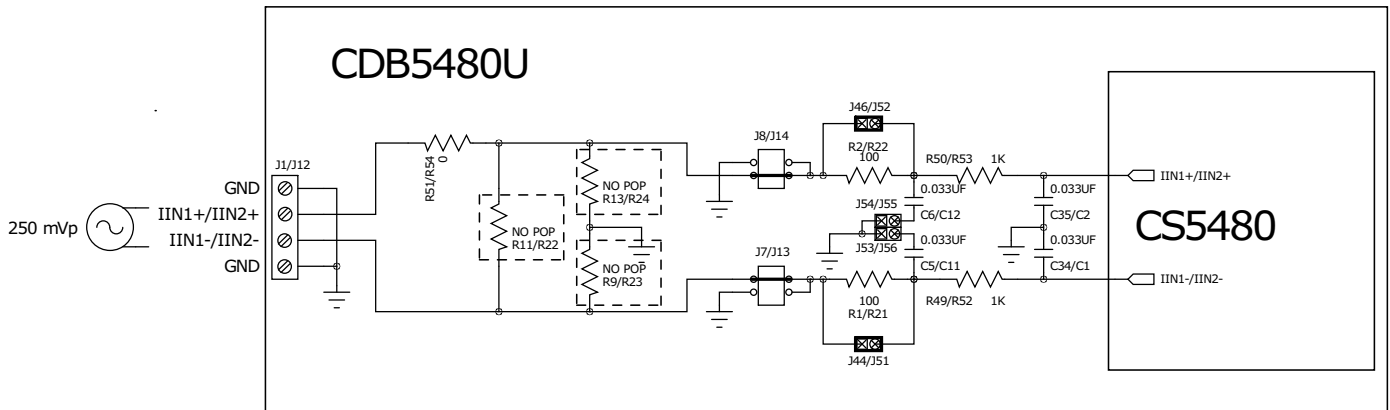 CDB5480U
J1/J12
GND
IIN1+/IIN2+
IIN1-/IIN2-
GND
250 mVp
R51/R54
0
NO POP
R11/R22
NO POP
R13/R24
NO POP
R9/R23
J8/J14
J7/J13
J46/J52
R2/R22
100
R50/R53 1K
0.033UF
C6/C12
J54/J55
J53/J56
0.033UF
C5/C11
100
R1/R21
R49/R52 1K
J44/J51
0.033UF
C35/C2
0.033UF
C34/C1
IIN1+/IIN2+
CS5480
IIN1-/IIN2-